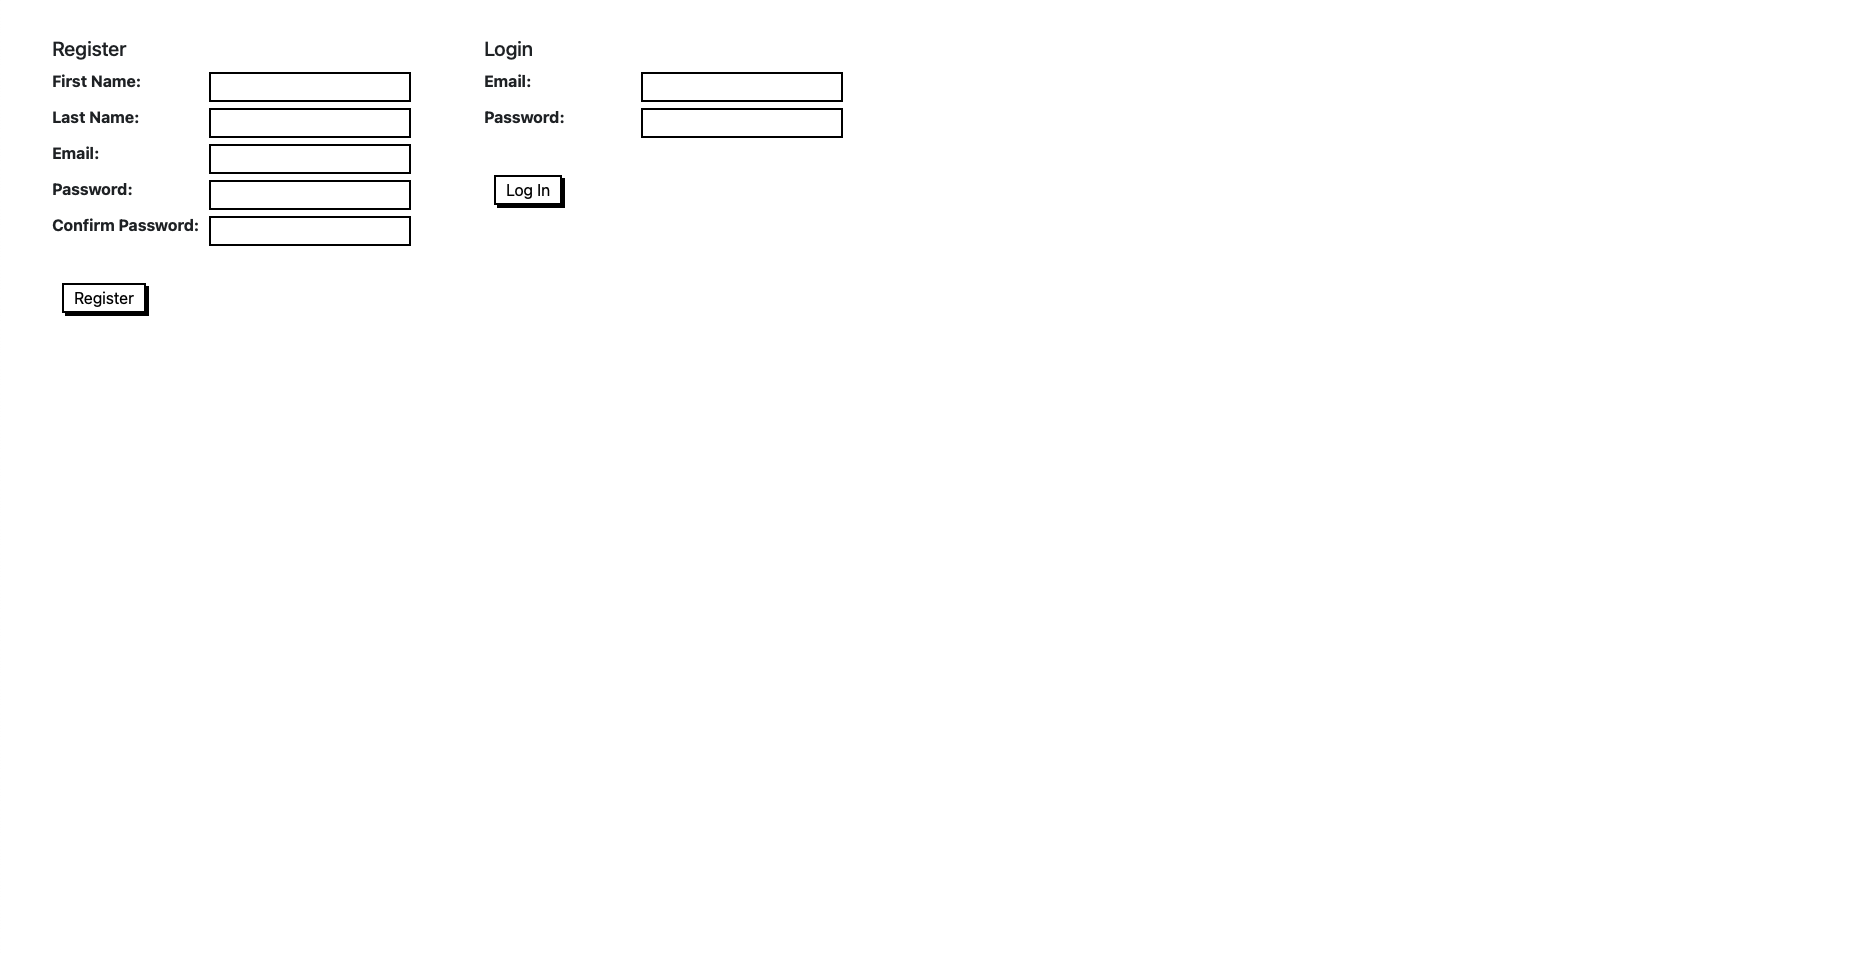 Register
First Name:
Last Name:
Email:
Password:
Confirm Password:
Register
Login
Email:
Password:
Log In